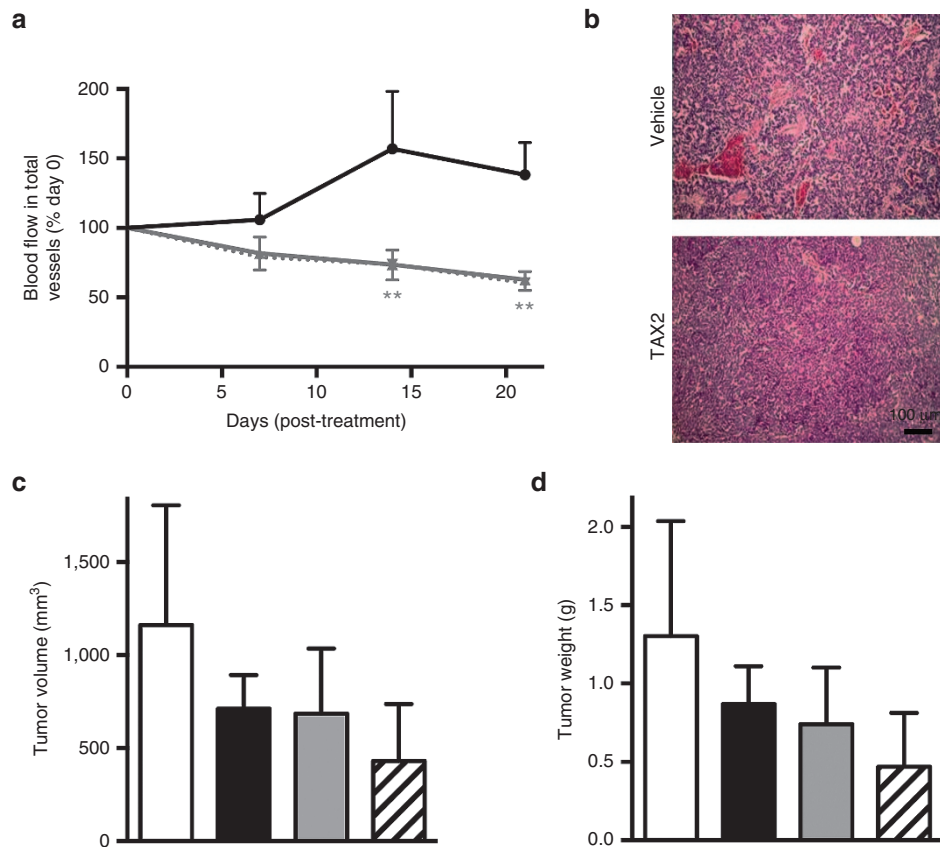 a
200
150
100
50
0
Blood flow in total
vessels (% day 0)
**
**
0
5
10
15
20
Days (post-treatment)
b
Vehicle
TAX2
100 μm
c
1,500
1,000
500
0
Tumor volume (mm³)
d
2.0
1.5
1.0
0.5
0.0
Tumor weight (g)